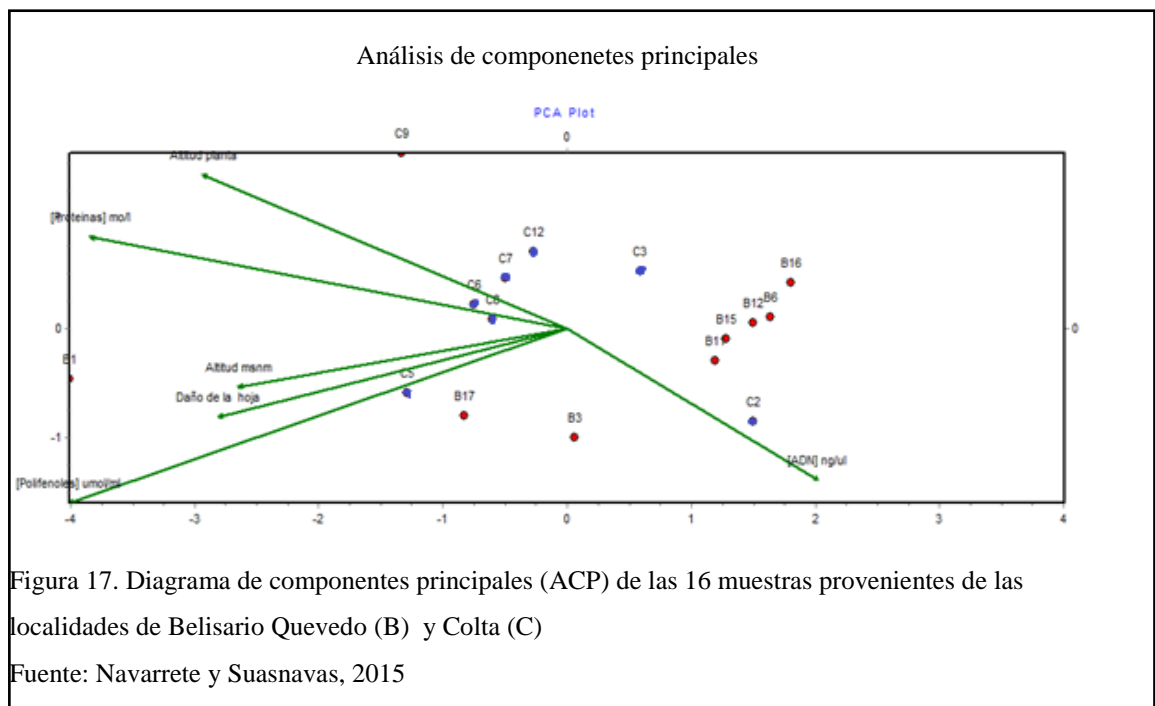 Análisis de componenetes principales
PCA Plot
0
C9
Altitud planta
[Proteinas] mo/l
C12
C7
C3
C6
C8
B16
B12
B6
B15
B11
0
0
B1
Altitud msnm
Daño de la hoja
C5
B17
B3
C2
-1
[ADN] ng/ul
[Polifenoles] umol/ml
-4
-3
-2
-1
0
1
2
3
4
Figura 17. Diagrama de componentes principales (ACP) de las 16 muestras provenientes de las
localidades de Belisario Quevedo (B) y Colta (C)
Fuente: Navarrete y Suasnavas, 2015